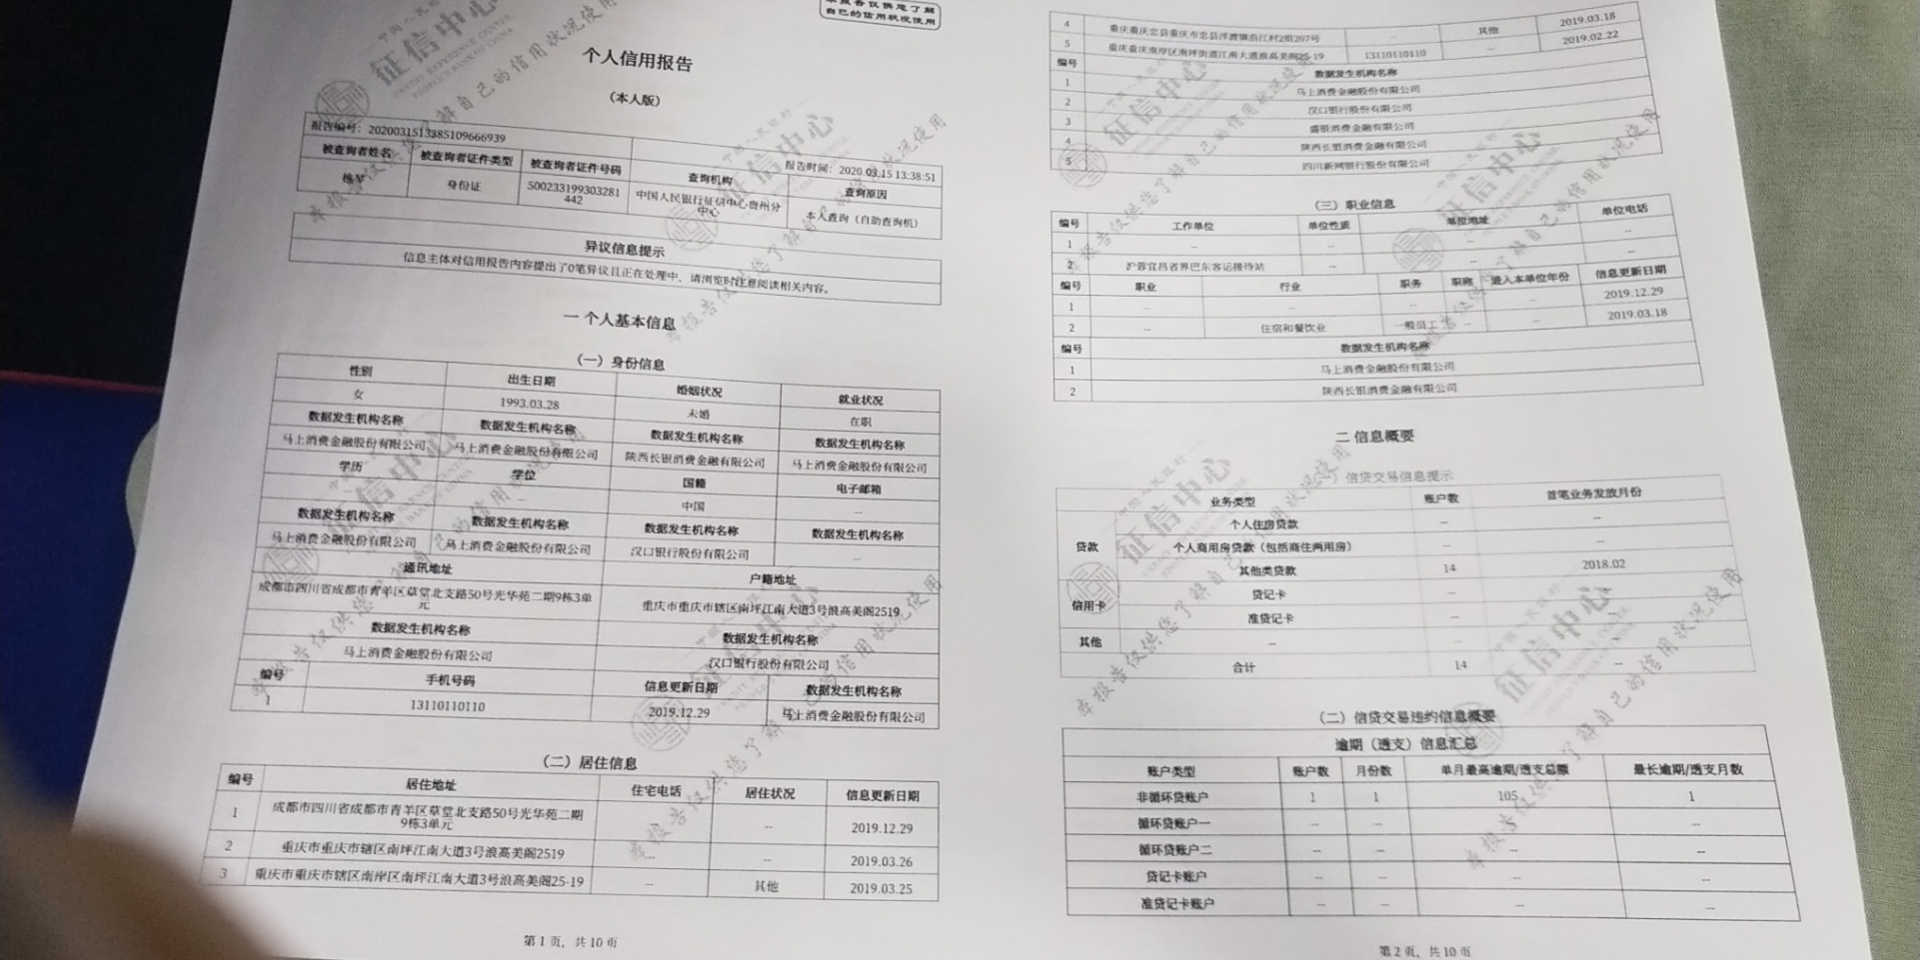 本报告仅供您了解
自己的信用状况使用
个人信用报告
（本人版）
报告编号：2020031513385109666939
报告时间：2020.03.15 13:38:51
被查询者姓名 被查询者证件类型 被查询者证件号码 查询机构 查询原因
身份证 500233199303281442 中国人民银行征信中心贵州分中心 本人查询（自助查询机）
异议信息提示
信息主体对信用报告内容提出了0笔异议且正在处理中，请浏览时注意阅读相关内容。
一 个人基本信息
（一）身份信息
性别 出生日期 婚姻状况 就业状况
女 1993.03.28 未婚 在职
数据发生机构名称 数据发生机构名称 数据发生机构名称 数据发生机构名称
马上消费金融股份有限公司 马上消费金融股份有限公司 陕西长银消费金融有限公司 马上消费金融股份有限公司
学历 学位 国籍 电子邮箱
中国 --
数据发生机构名称 数据发生机构名称 数据发生机构名称 数据发生机构名称
马上消费金融股份有限公司 马上消费金融股份有限公司 汉口银行股份有限公司 --
通讯地址 户籍地址
成都市四川省成都市青羊区草堂北支路50号光华苑二期9栋3单元 重庆市重庆市辖区南坪江南大道3号浪高美阁2519
数据发生机构名称 数据发生机构名称
马上消费金融股份有限公司 汉口银行股份有限公司
编号 手机号码 信息更新日期 数据发生机构名称
1 13110110110 2019.12.29 马上消费金融股份有限公司
（二）居住信息
编号 居住地址 住宅电话 居住状况 信息更新日期
1 成都市四川省成都市青羊区草堂北支路50号光华苑二期9栋3单元 -- 2019.12.29
2 重庆市重庆市辖区南坪江南大道3号浪高美阁2519 -- -- 2019.03.26
3 重庆市重庆市辖区南岸区南坪江南大道3号浪高美阁25-19 -- 其他 2019.03.25
第 1 页，共 10 页
4 重庆重庆忠县重庆市忠县洋渡镇沿江村2组207号 -- 其他 2019.03.18
5 重庆重庆南岸区南坪街道江南大道浪高美阁25-19 13110110110 -- 2019.02.22
编号 数据发生机构名称
1 马上消费金融股份有限公司
2 汉口银行股份有限公司
3 盛银消费金融有限公司
4 陕西长银消费金融有限公司
5 四川新网银行股份有限公司
（三）职业信息
编号 工作单位 单位性质 单位地址 单位电话
1 -- -- -- --
2 沪蓉宜昌省界巴东客运接待站 -- -- --
编号 职业 行业 职务 职称 进入本单位年份 信息更新日期
1 -- -- -- -- -- 2019.12.29
2 -- 住宿和餐饮业 一般员工 -- -- 2019.03.18
编号 数据发生机构名称
1 马上消费金融股份有限公司
2 陕西长银消费金融有限公司
二 信息概要
（一）信贷交易信息提示
业务类型 账户数 首笔业务发放月份
贷款 个人住房贷款 -- --
个人商用房贷款（包括商住两用房） -- --
其他类贷款 14 2018.02
信用卡 贷记卡 --
准贷记卡 --
其他 -- --
合计 14 --
（二）信贷交易违约信息概要
逾期（透支）信息汇总
账户类型 账户数 月份数 单月最高逾期/透支总额 最长逾期/透支月数
非循环贷账户 1 1 105 1
循环贷账户一 -- -- -- --
循环贷账户二 -- -- -- --
贷记卡账户 -- -- -- --
准贷记卡账户 -- -- -- --
第 2 页，共 10 页
中国人民银行
征信中心
CREDIT REFERENCE CENTER
PEOPLE'S BANK OF CHINA
本报告仅供您了解自己的信用状况使用